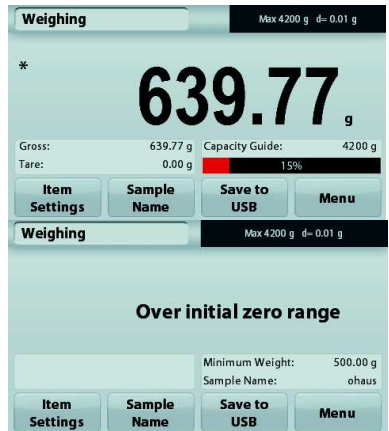 Weighing Max 4200 g d= 0.01 g
*
639.77 g
Gross: 639.77 g Capacity Guide: 4200 g
Tare: 0.00 g 15%
Item Settings Sample Name Save to USB Menu
Weighing Max 4200 g d= 0.01 g
Over initial zero range
Minimum Weight: 500.00 g
Sample Name: ohaus
Item Settings Sample Name Save to USB Menu